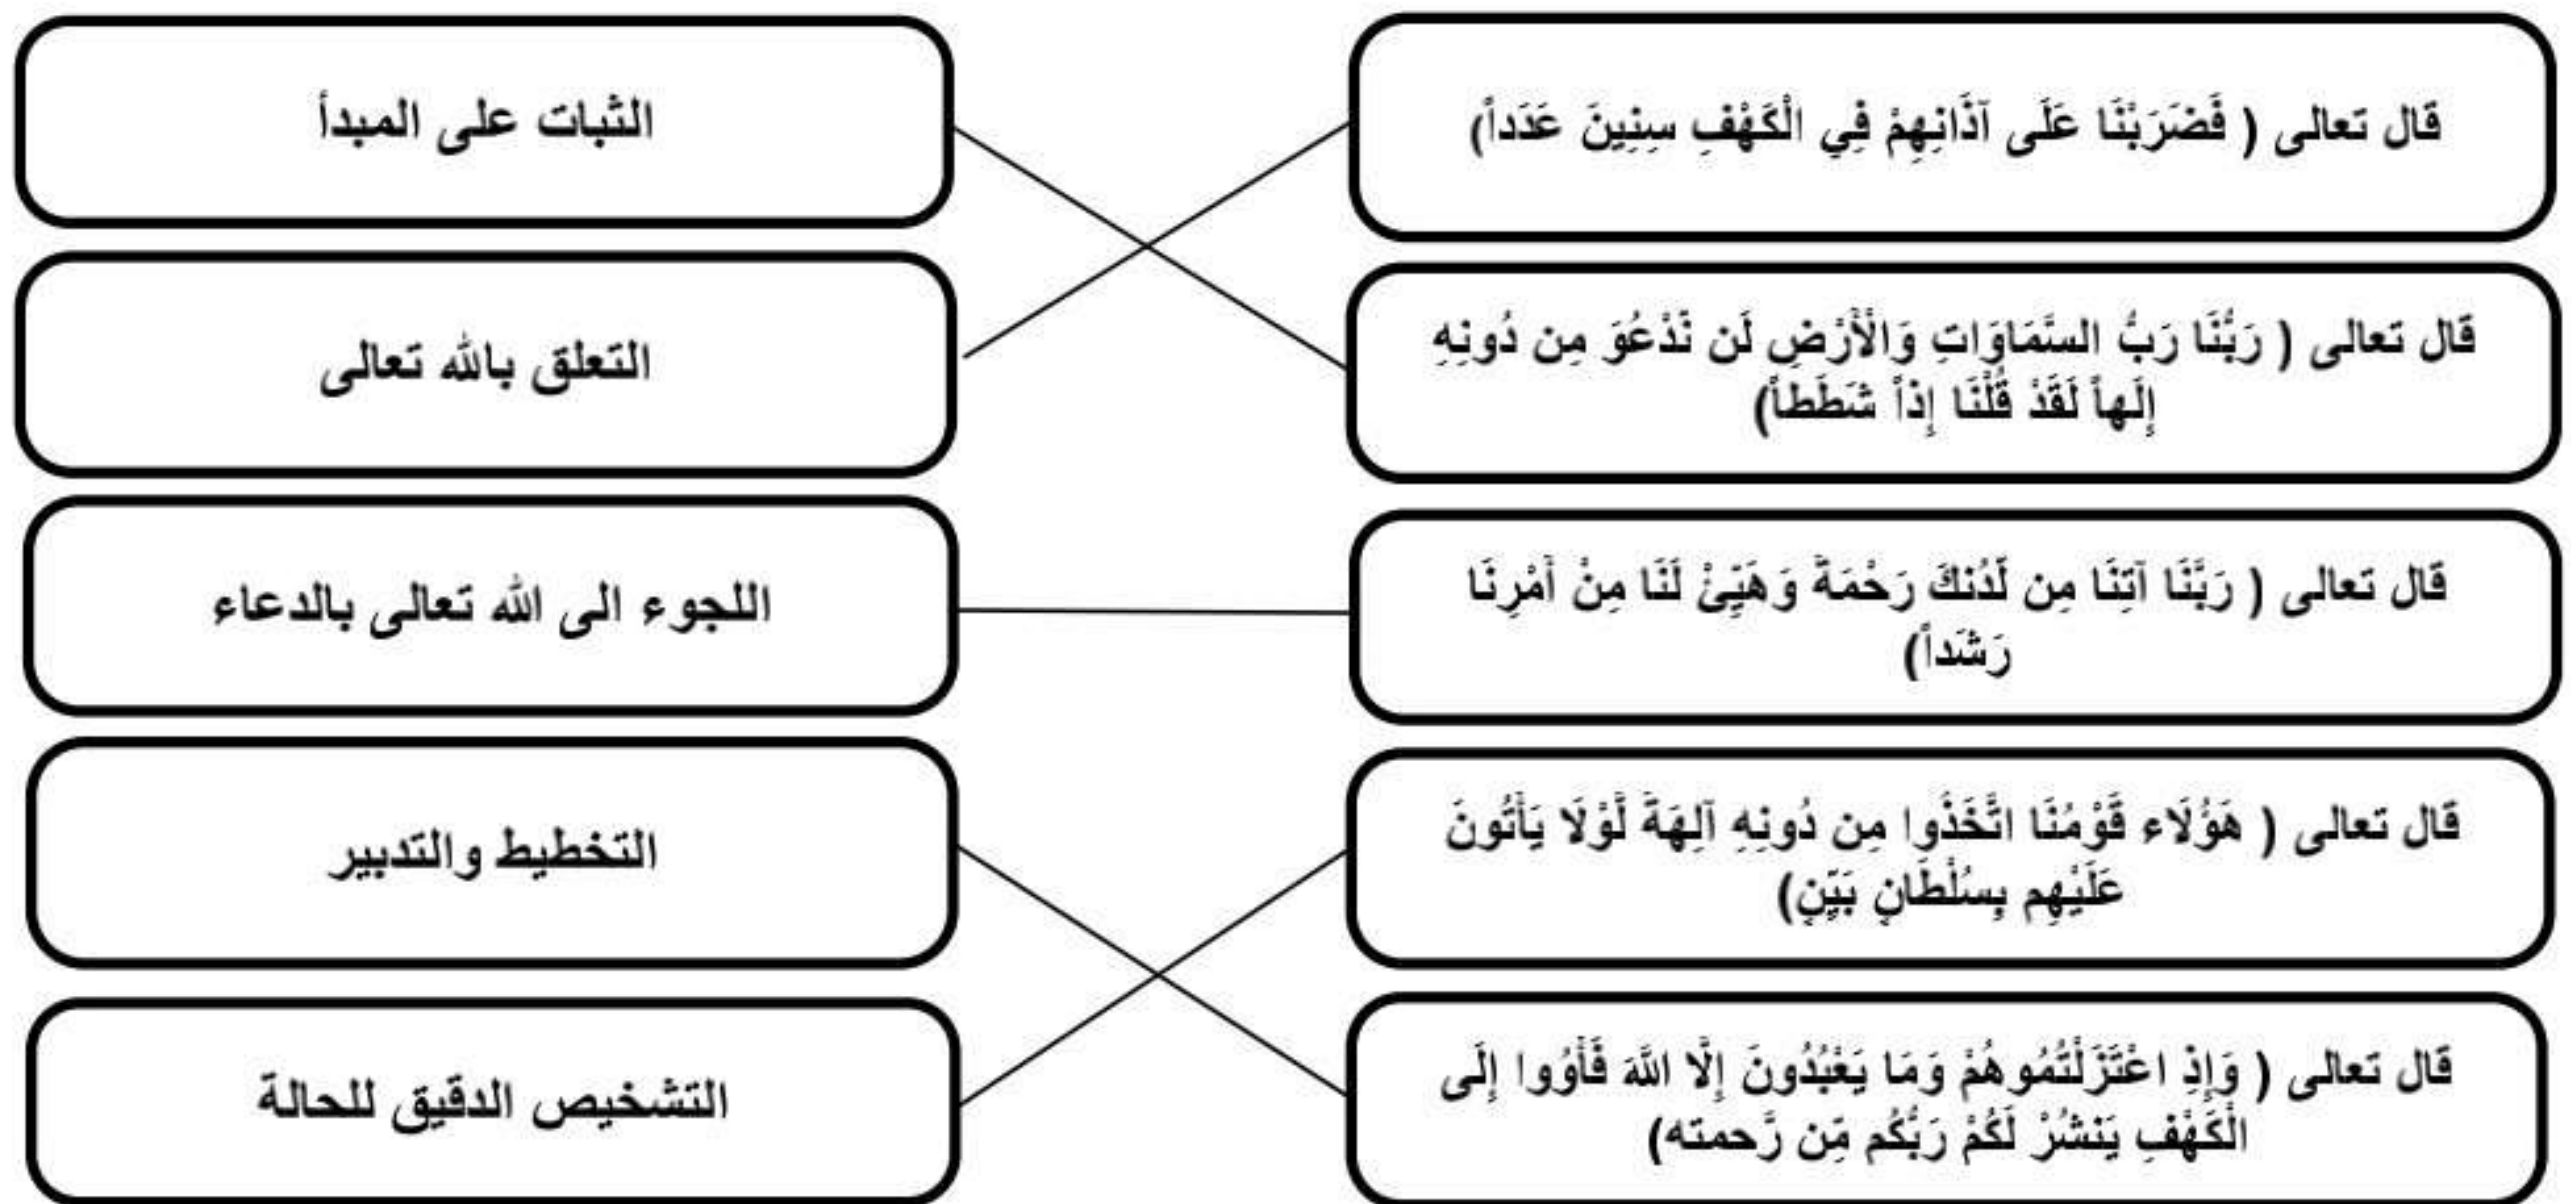 قال تعالى ( فَضَرَبْنَا عَلَى آذَانِهِمْ فِي الْكَهْفِ سِنِينَ عَدَداً)
الثبات على المبدأ
قال تعالى ( رَبُّنَا رَبُّ السَّمَاوَاتِ وَالْأَرْضِ لَن نَّدْعُوَ مِن دُونِهِ
إِلَهاً لَقَدْ قُلْنَا إِذاً شَطَطاً)
التعلق بالله تعالى
قال تعالى ( رَبَّنَا آتِنَا مِن لَّدُنكَ رَحْمَةً وَهَيِّئْ لَنَا مِنْ أَمْرِنَا
رَشَداً)
اللجوء الى الله تعالى بالدعاء
قال تعالى ( هَؤُلَاء قَوْمُنَا اتَّخَذُوا مِن دُونِهِ آلِهَةً لَّوْلَا يَأْتُونَ
عَلَيْهِم بِسُلْطَانٍ بَيِّنٍ)
التخطيط والتدبير
قال تعالى ( وَإِذِ اعْتَزَلْتُمُوهُمْ وَمَا يَعْبُدُونَ إِلَّا اللَّهَ فَأْوُوا إِلَى
الْكَهْفِ يَنشُرْ لَكُمْ رَبُّكُم مِّن رَّحمته)
التشخيص الدقيق للحالة